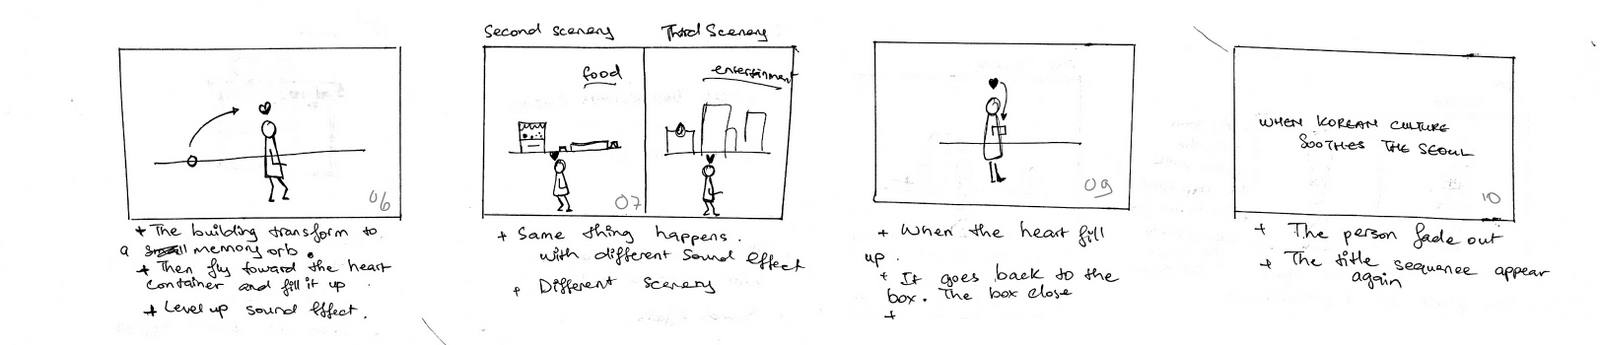 06
+ The building transform to
a small memory orb.
+ Then fly toward the heart
container and fill it up.
+ Level up sound effect.
Second scenery
Third Scenery
food
entertainment
07
+ Same thing happens.
with different sound effect
+ Different scenery
09
+ When the heart fill
up.
+ It goes back to the
box. The box close
+
WHEN KOREAN CULTURE
SOOTHES THE SEOUL
10
+ The person fade out
+ The title sequence appear
again